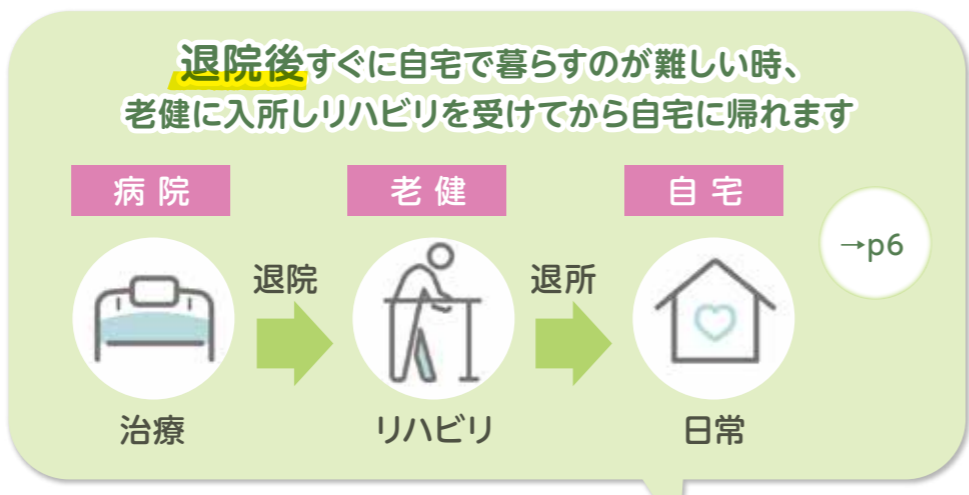 退院後すぐに自宅で暮らすのが難しい時、
老健に入所しリハビリを受けてから自宅に帰れます
病院
老健
自宅
→p6
退院
退所
治療
リハビリ
日常